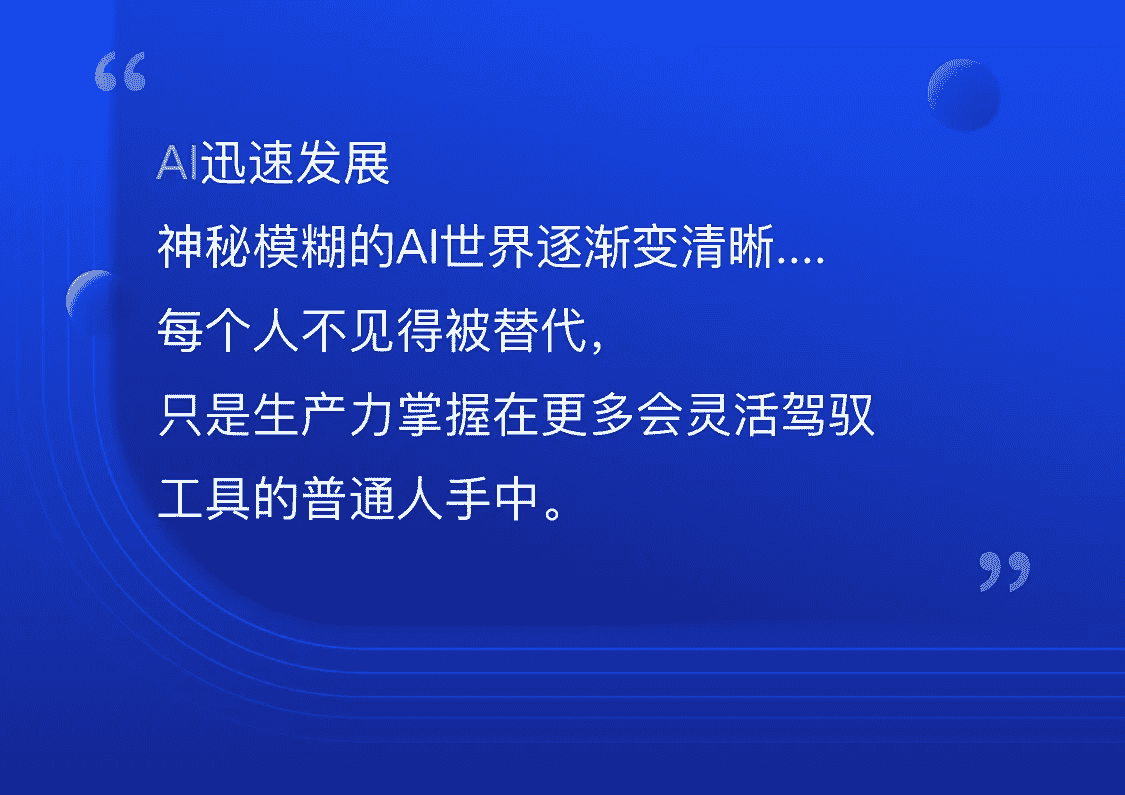 “
AI迅速发展
神秘模糊的AI世界逐渐变清晰....
每个人不见得被替代，
只是生产力掌握在更多会灵活驾驭
工具的普通人手中。
”